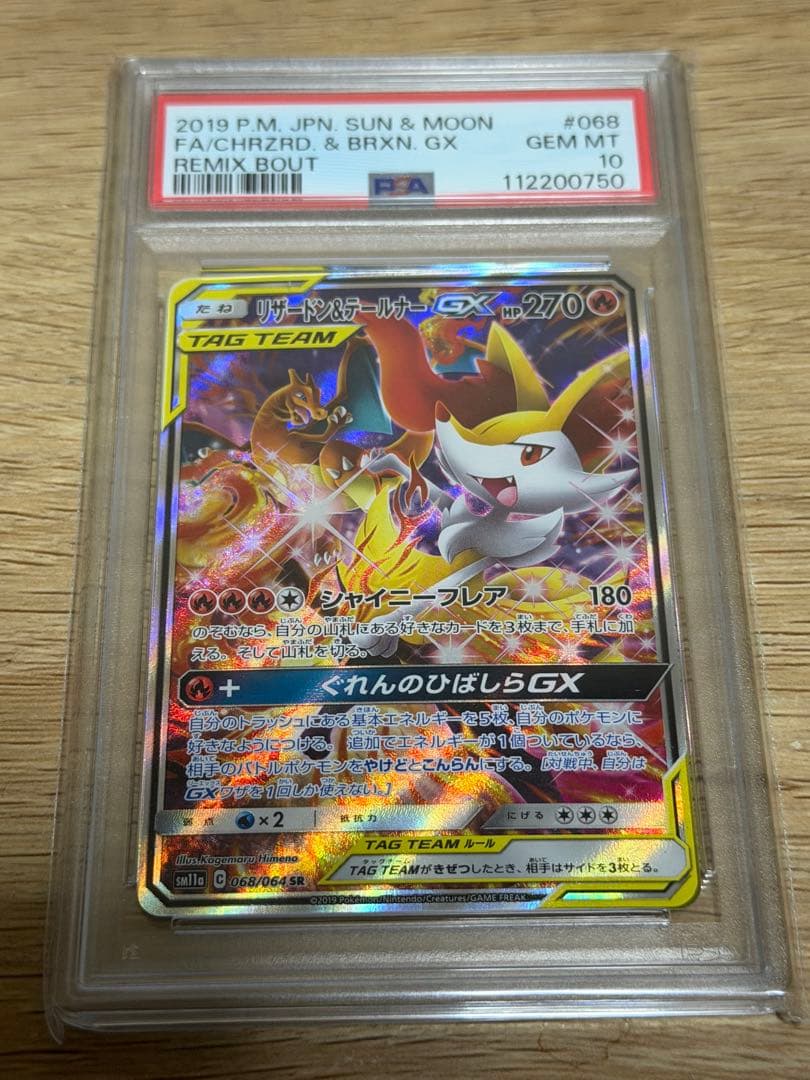 2019 P.M. JPN. SUN & MOON #068
FA/CHRZRD. & BRXN. GX GEM MT
REMIX BOUT 10
PSA 112200750
たね リザードン&テールナーGX HP270
TAG TEAM
シャイニーフレア 180
のぞむなら、自分の山札にある好きなカードを3枚まで、手札に加
える。そして山札を切る。
+ ぐれんのひばしらGX
自分のトラッシュにある基本エネルギーを5枚、自分のポケモンに
好きなようにつける。追加でエネルギーが1個ついているなら、
相手のバトルポケモンをやけどとこんらんにする。[対戦中、自分は
GXワザを1回しか使えない。]
弱点 ×2 抵抗力 にげる
Illus. Kagemaru Himeno
TAG TEAM ルール
TAG TEAMがきぜつしたとき、相手はサイドを3枚とる。
SM11a C 068/064 SR
©2019 Pokémon/Nintendo/Creatures/GAME FREAK.